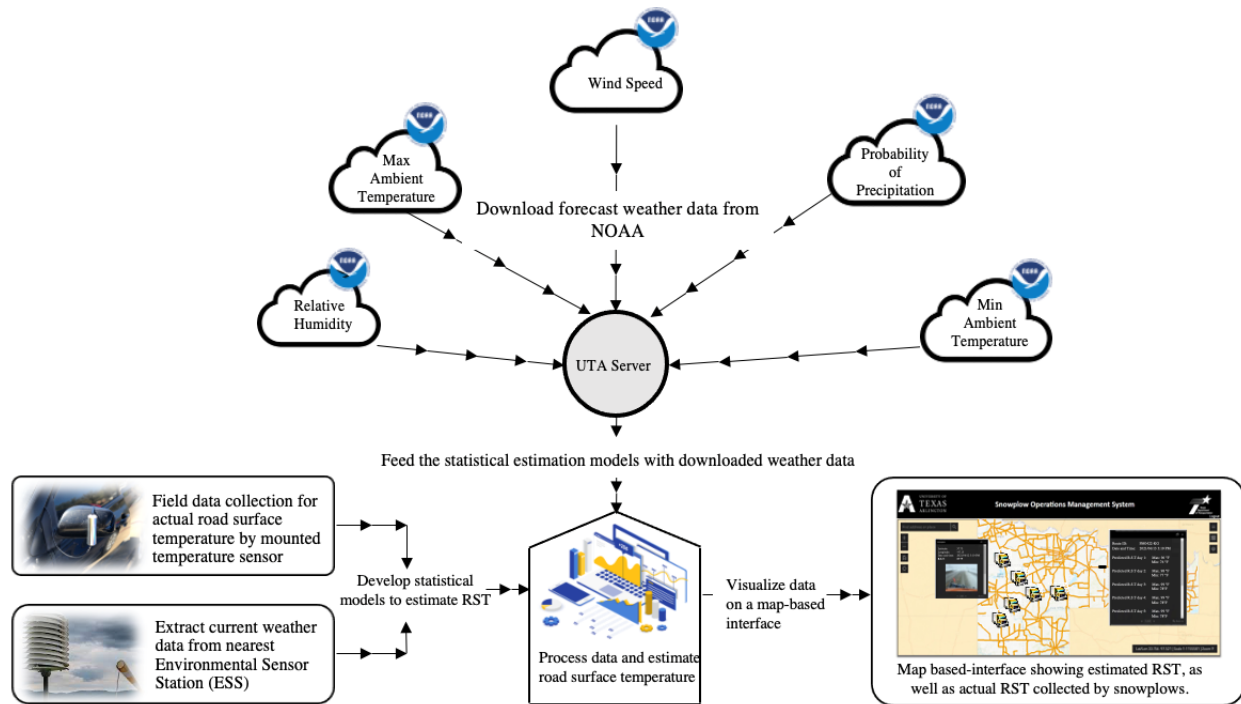 Wind Speed
Max
Ambient
Temperature
Probability
of
Precipitation
Download forecast weather data from
NOAA
Relative
Humidity
Min
Ambient
Temperature
UTA Server
Feed the statistical estimation models with downloaded weather data
Field data collection for
actual road surface
temperature by mounted
temperature sensor
Develop statistical
models to estimate RST
Extract current weather
data from nearest
Environmental Sensor
Station (ESS)
Process data and estimate
road surface temperature
Visualize data
on a map-based
interface
UNIVERSITY OF
TEXAS
ARLINGTON
Snowplow Operations Management System
Map based-interface showing estimated RST, as
well as actual RST collected by snowplows.